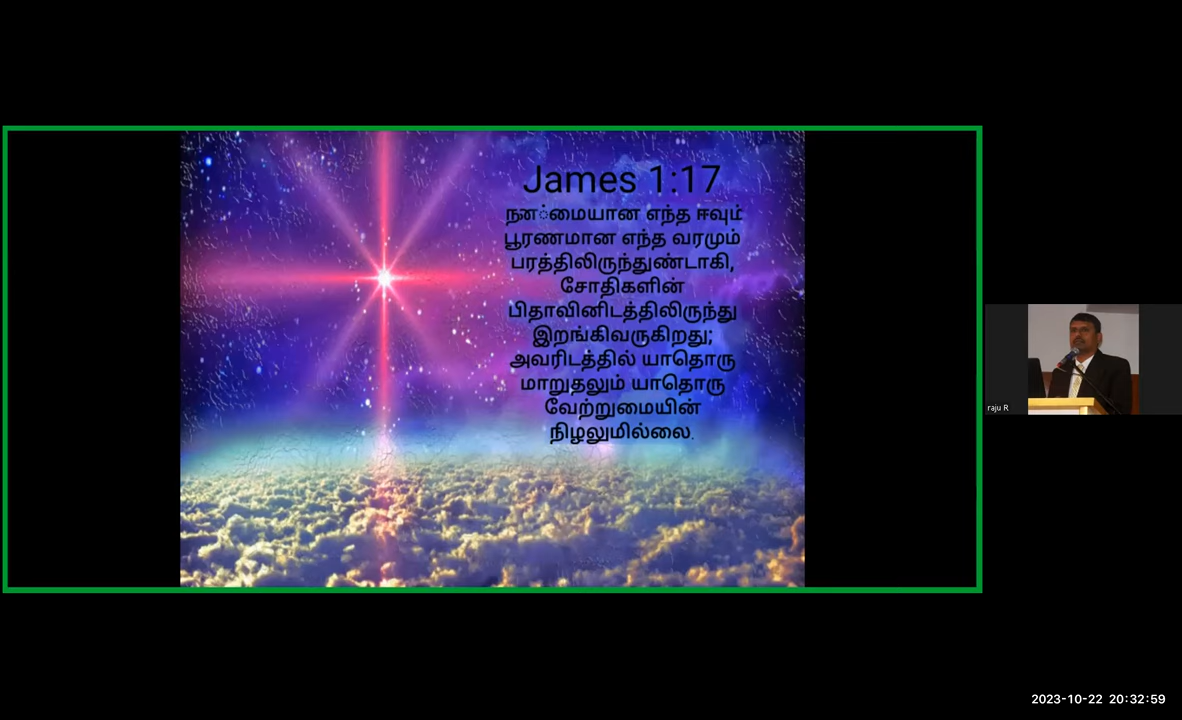 James 1:17
நன்மையான எந்த ஈவும்
பூரணமான எந்த வரமும்
பரத்திலிருந்துண்டாகி,
சோதிகளின்
பிதாவினிடத்திலிருந்து
இறங்கிவருகிறது;
அவரிடத்தில் யாதொரு
மாறுதலும் யாதொரு
வேற்றுமையின்
நிழலுமில்லை.
raju R
2023-10-22 20:32:59